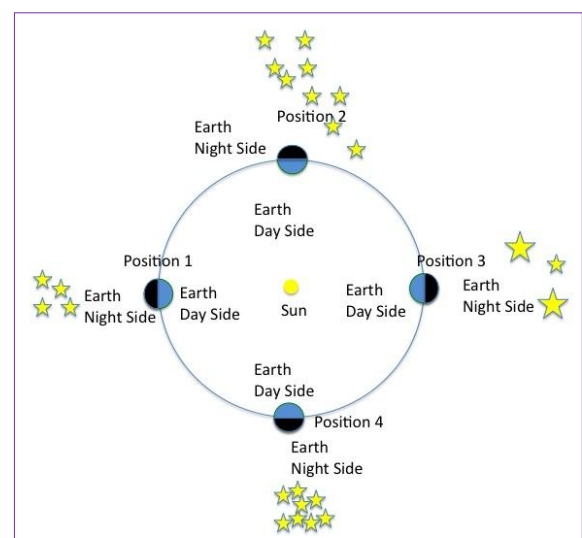 Position 2
Earth
Night Side
Earth
Day Side
Position 1
Earth
Night Side
Earth
Day Side
Sun
Earth
Day Side
Position 3
Earth
Night Side
Earth
Day Side
Position 4
Earth
Night Side